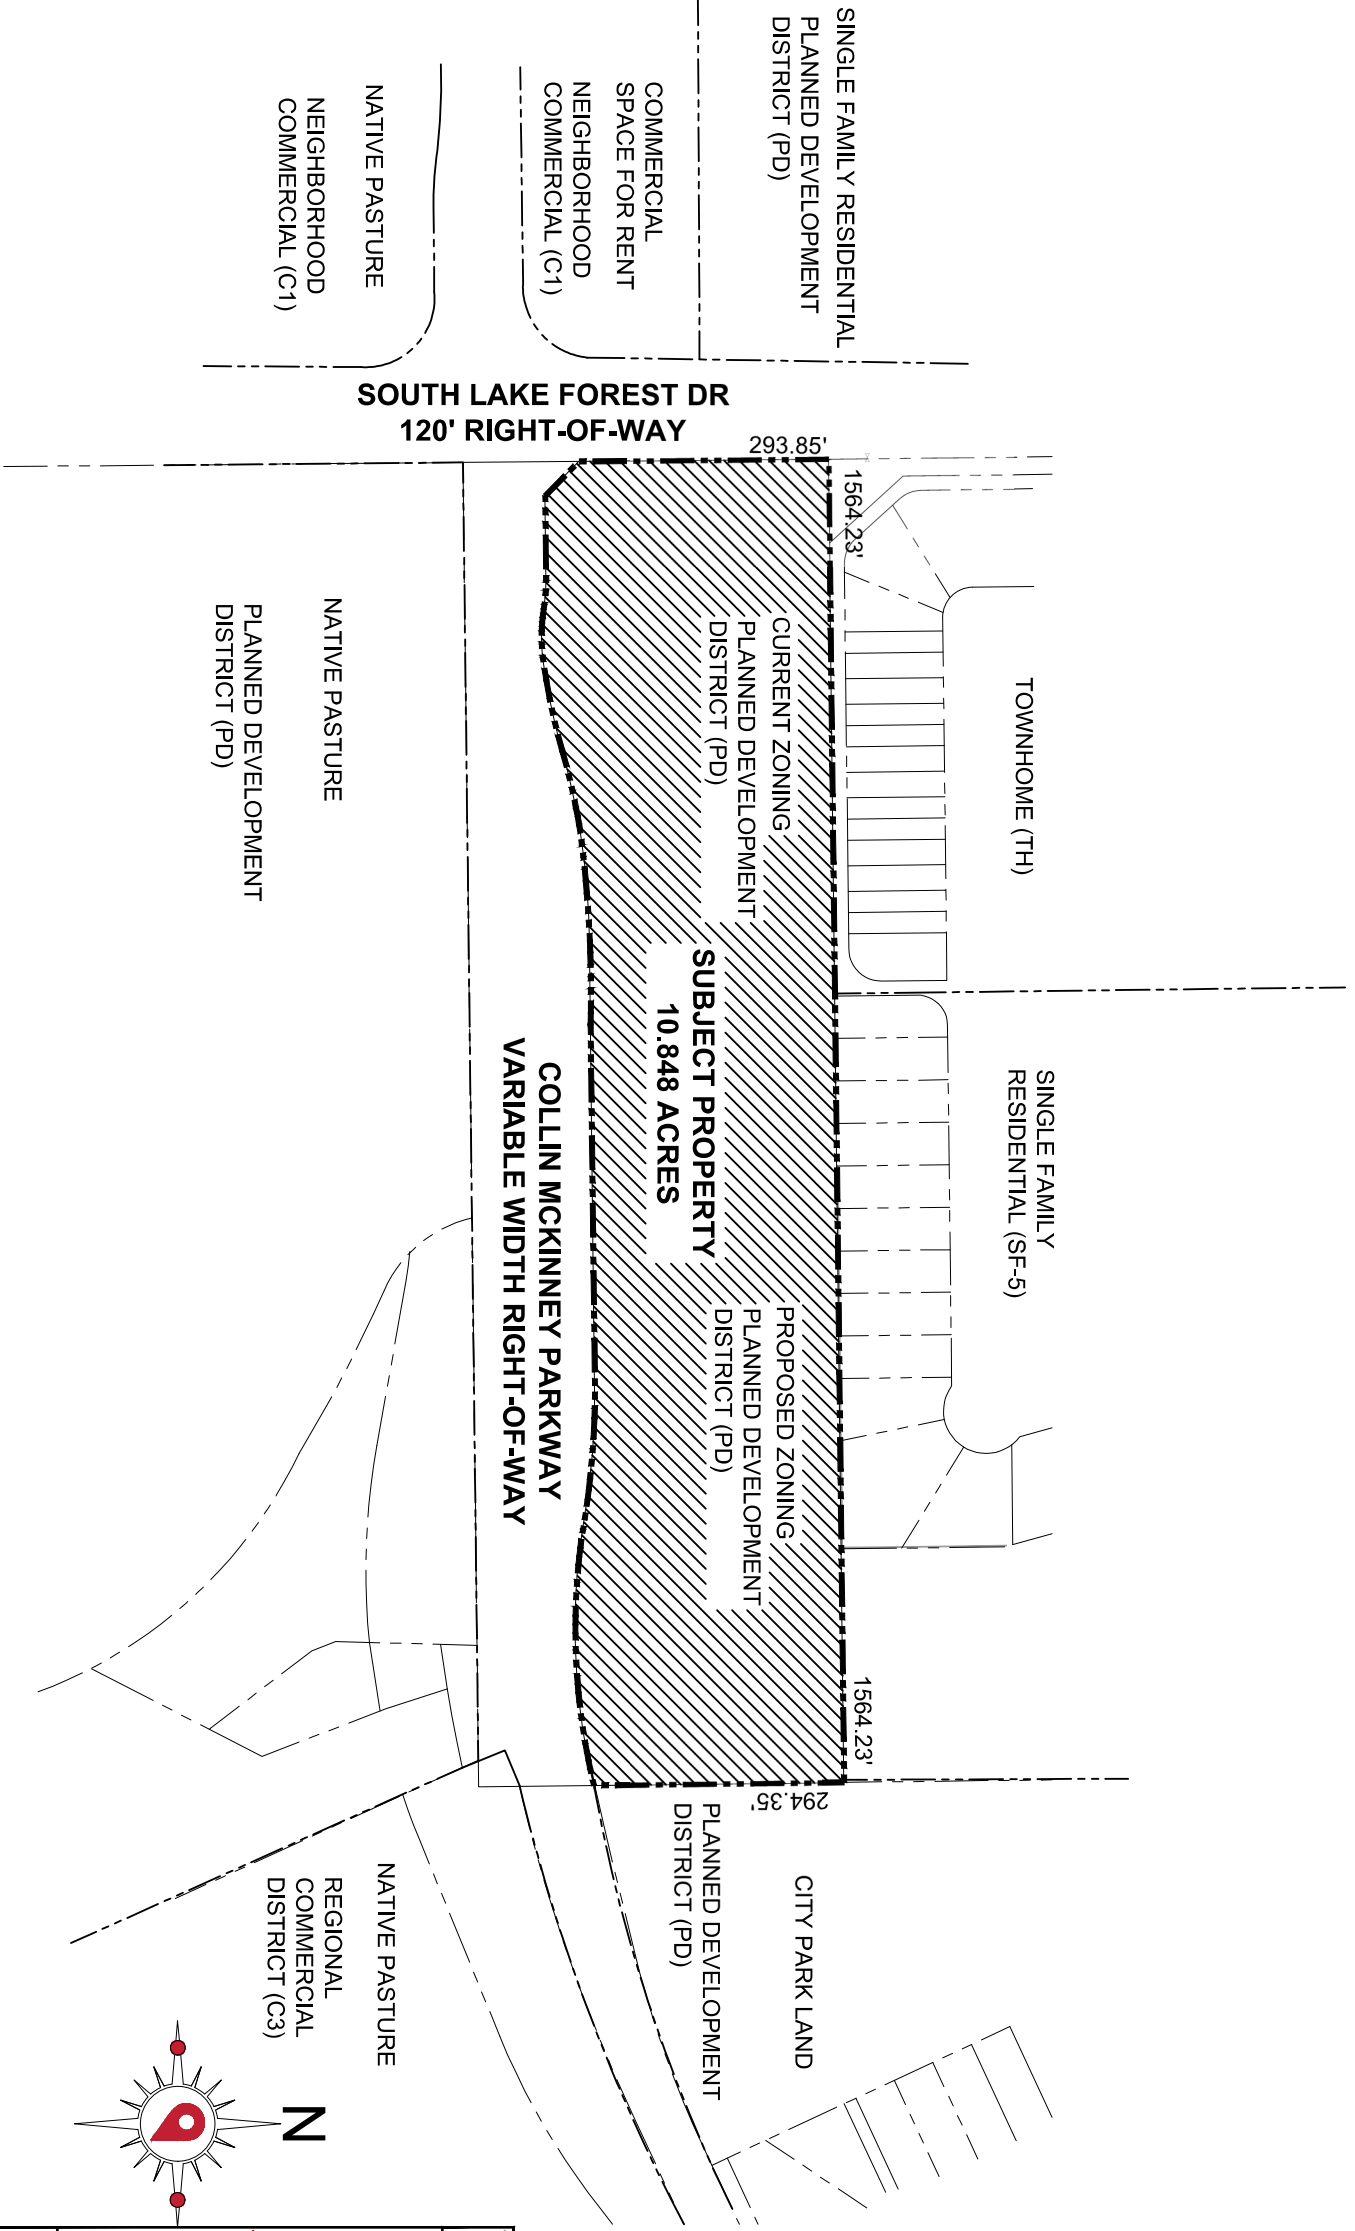 SINGLE FAMILY RESIDENTIAL
PLANNED DEVELOPMENT
DISTRICT (PD)
COMMERCIAL
SPACE FOR RENT
NEIGHBORHOOD
COMMERCIAL (C1)
NATIVE PASTURE
NEIGHBORHOOD
COMMERCIAL (C1)
SOUTH LAKE FOREST DR
120' RIGHT-OF-WAY
293.85'
1564.23'
TOWNHOME (TH)
CURRENT ZONING
PLANNED DEVELOPMENT
DISTRICT (PD)
NATIVE PASTURE
PLANNED DEVELOPMENT
DISTRICT (PD)
SUBJECT PROPERTY
10.848 ACRES
COLLIN MCKINNEY PARKWAY
VARIABLE WIDTH RIGHT-OF-WAY
SINGLE FAMILY
RESIDENTIAL (SF-5)
PROPOSED ZONING
PLANNED DEVELOPMENT
DISTRICT (PD)
1564.23'
294.35'
CITY PARK LAND
PLANNED DEVELOPMENT
DISTRICT (PD)
NATIVE PASTURE
REGIONAL
COMMERCIAL
DISTRICT (C3)
N